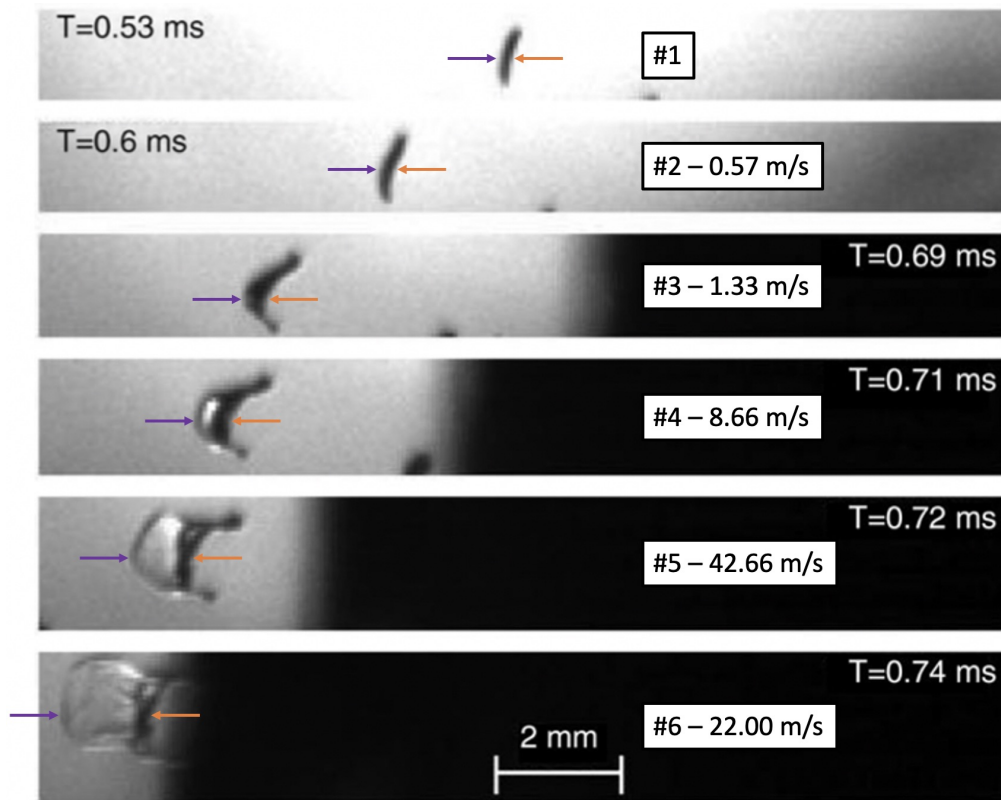 T=0.53 ms
#1
T=0.6 ms
#2 – 0.57 m/s
T=0.69 ms
#3 – 1.33 m/s
T=0.71 ms
#4 – 8.66 m/s
T=0.72 ms
#5 – 42.66 m/s
T=0.74 ms
2 mm
#6 – 22.00 m/s